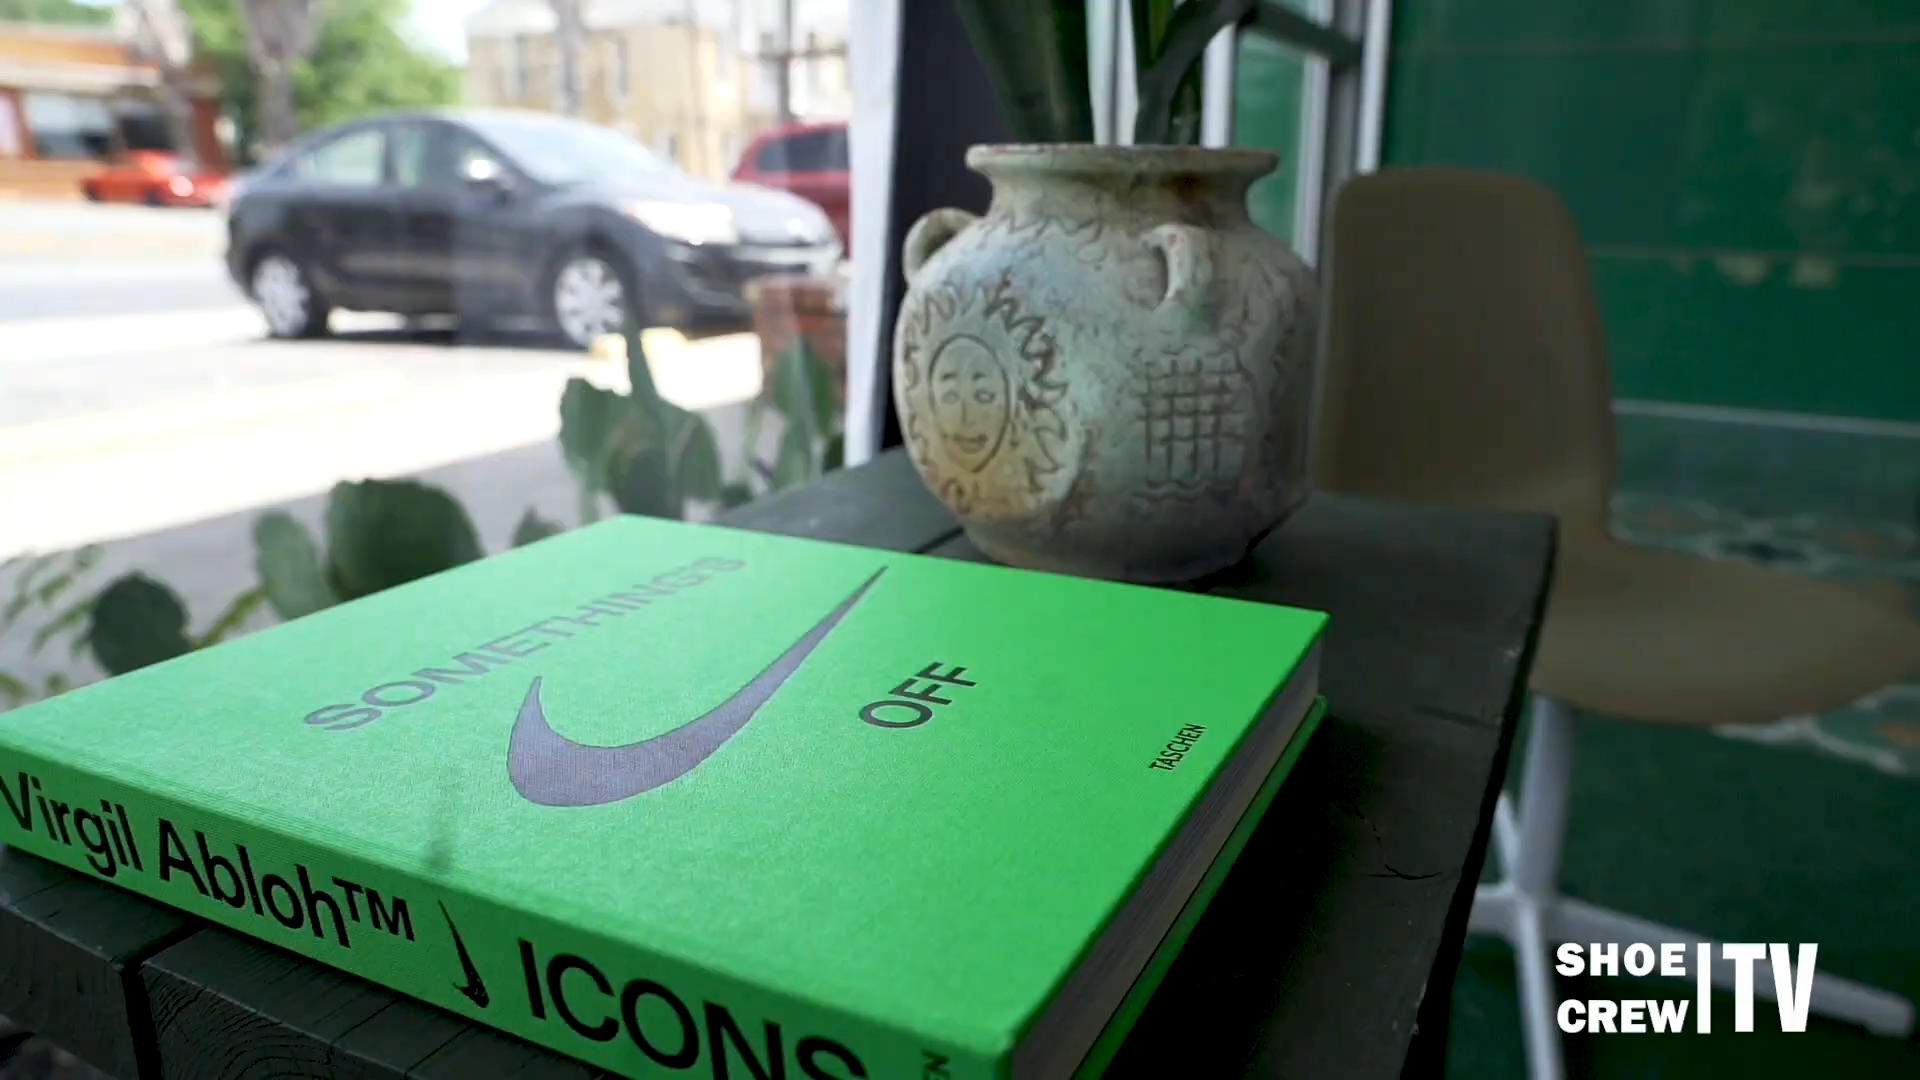 SOMETHING'S
OFF
TASCHEN
Virgil Abloh™ ICONS
SHOE CREW TV